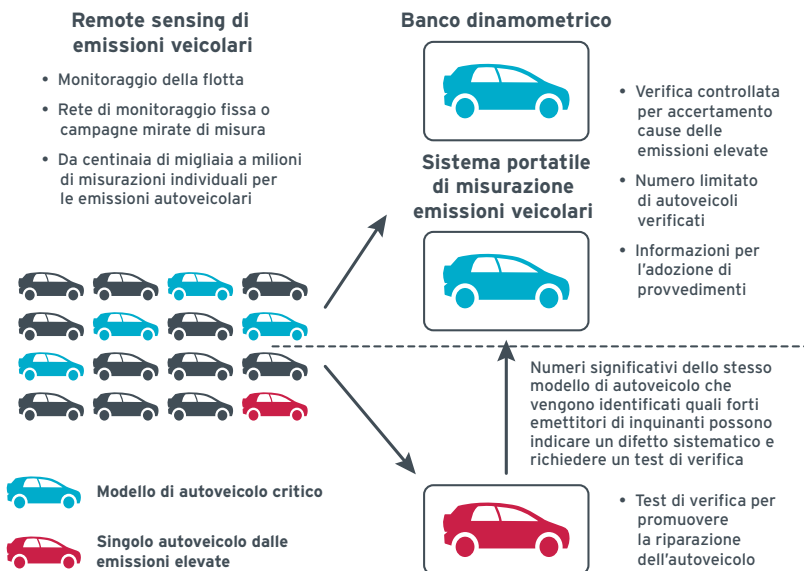 Remote sensing di
emissioni veicolari
• Monitoraggio della flotta
• Rete di monitoraggio fissa o
campagne mirate di misura
• Da centinaia di migliaia a milioni
di misurazioni individuali per
le emissioni autoveicolari
Banco dinamometrico
Sistema portatile
di misurazione
emissioni veicolari
• Verifica controllata
per accertamento
cause delle
emissioni elevate
• Numero limitato
di autoveicoli
verificati
• Informazioni per
l'adozione di
provvedimenti
Numeri significativi dello stesso
modello di autoveicolo che
vengono identificati quali forti
emettitori di inquinanti possono
indicare un difetto sistematico e
richiedere un test di verifica
Modello di autoveicolo critico
Singolo autoveicolo dalle
emissioni elevate
• Test di verifica per
promuovere
la riparazione
dell'autoveicolo